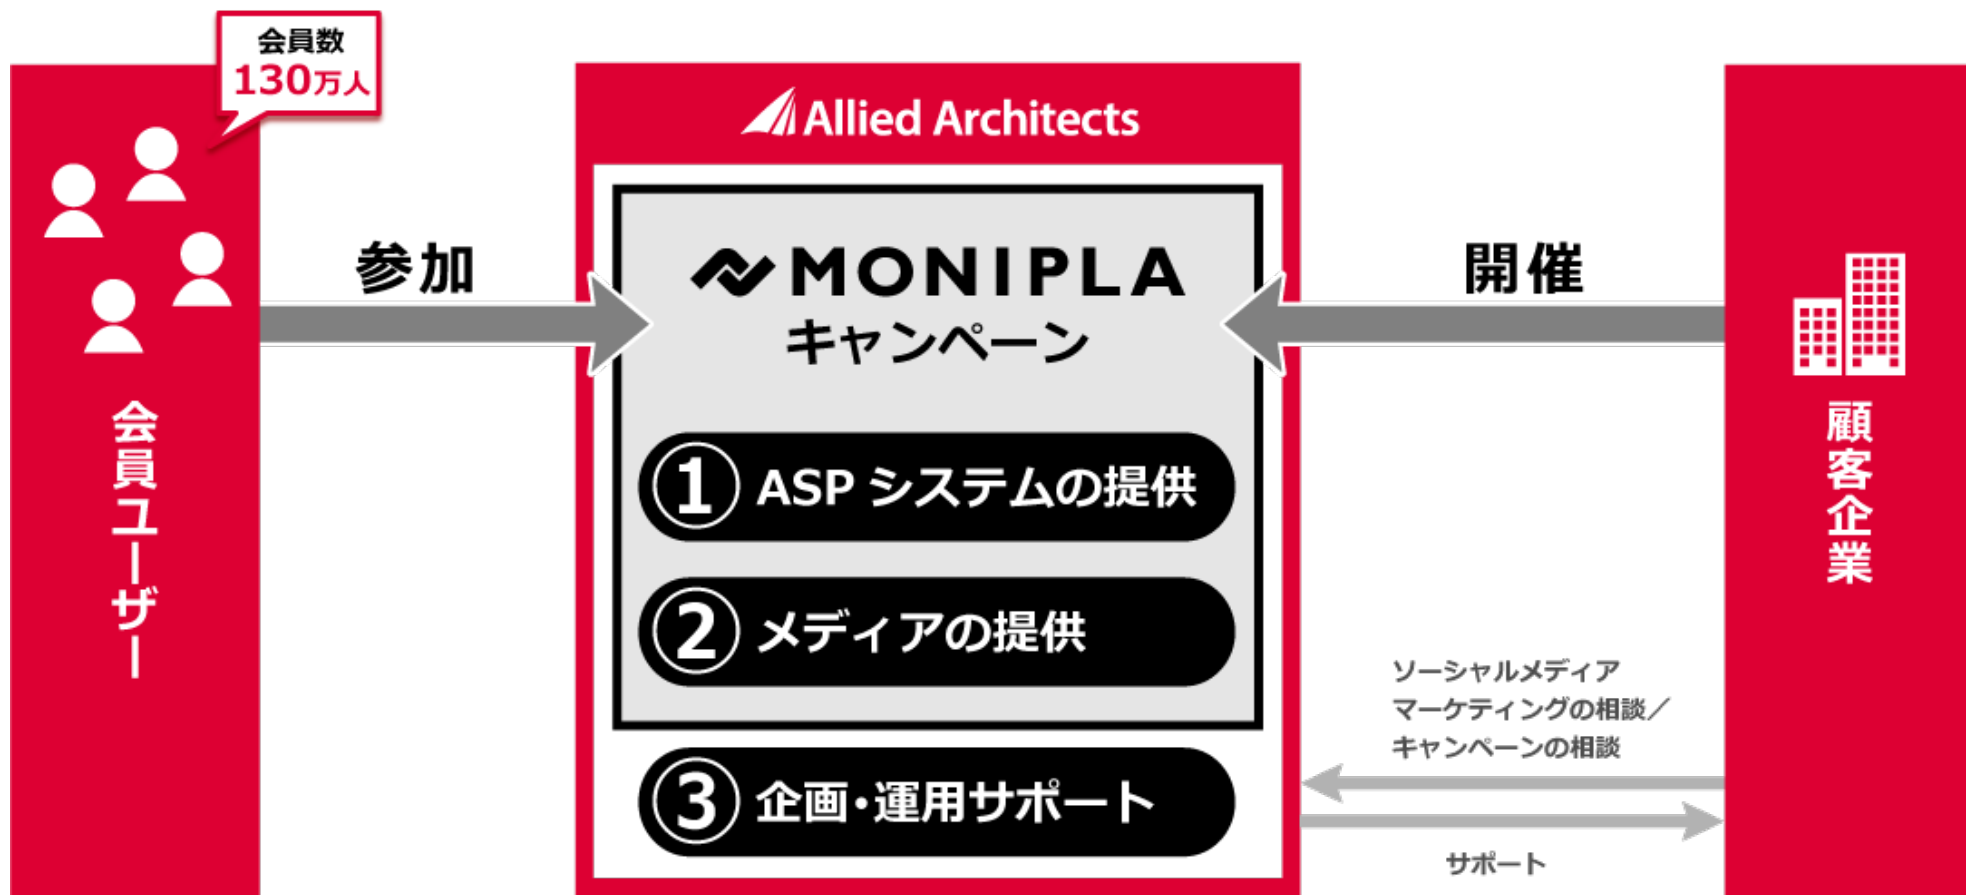 会員数
130万人
会員ユーザー
参加
Allied Architects
MONIPLA
キャンペーン
① ASP システムの提供
② メディアの提供
③ 企画・運用サポート
開催
顧客企業
ソーシャルメディア
マーケティングの相談／
キャンペーンの相談
サポート